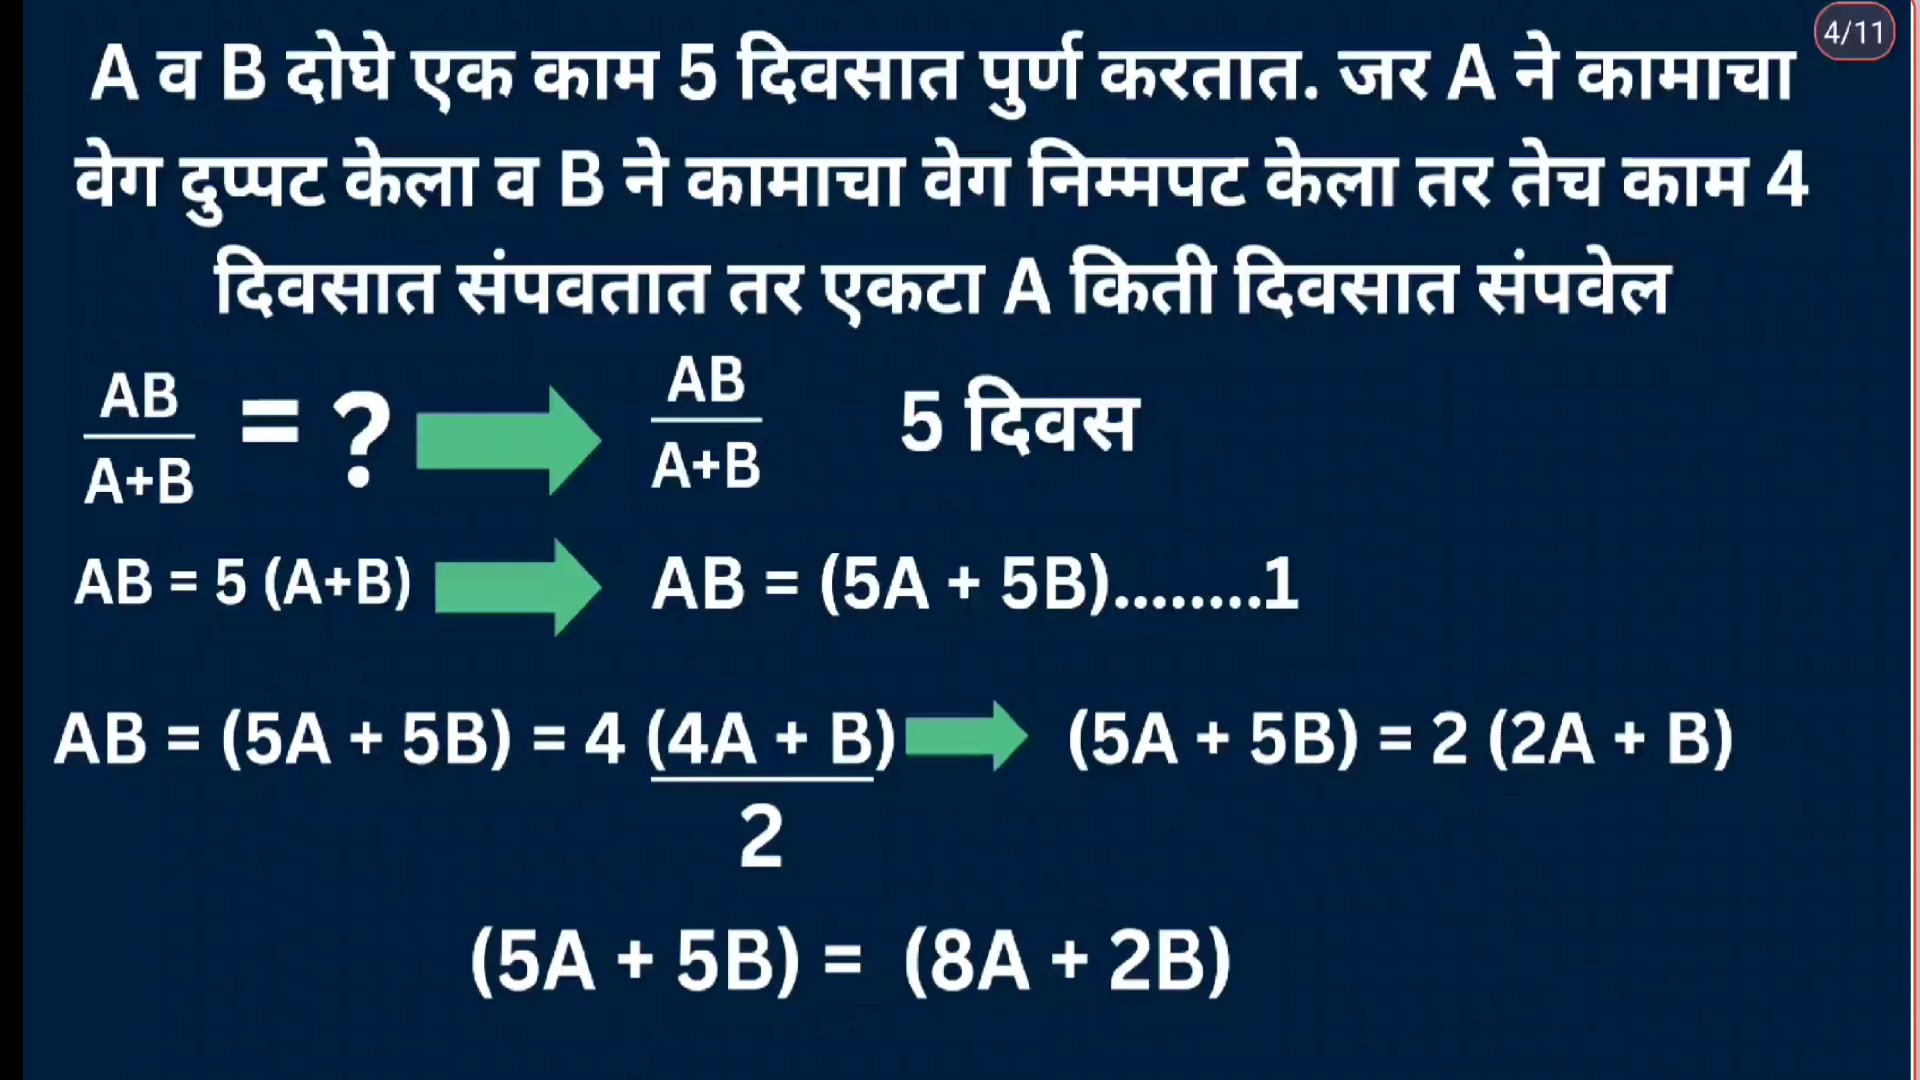 4/11
A व B दोघे एक काम 5 दिवसात पुर्ण करतात. जर A ने कामाचा
वेग दुप्पट केला व B ने कामाचा वेग निम्मपट केला तर तेच काम 4
दिवसात संपवतात तर एकटा A किती दिवसात संपवेल
AB
A+B
= ?
AB
A+B
5 दिवस
AB = 5 (A+B)
AB = (5A + 5B)........1
AB = (5A + 5B) = 4 (4A + B)
2
(5A + 5B) = 2 (2A + B)
(5A + 5B) = (8A + 2B)